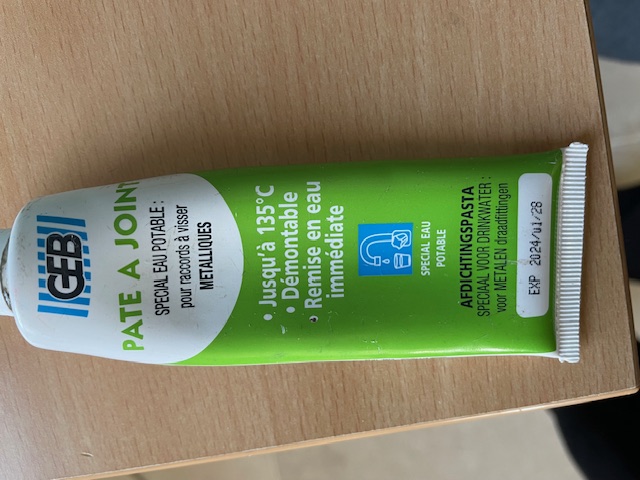 GEB
PATE A JOINT
SPECIAL EAU POTABLE :
pour raccords à visser
METALLIQUES
• Jusqu'à 135°C
• Démontable
Remise en eau
immédiate
SPECIAL EAU
POTABLE
AFDICHTINGSPASTA
SPECIAAL VOOR DRINKWATER :
voor METALEN draadfittingen
EXP 2024/01/28